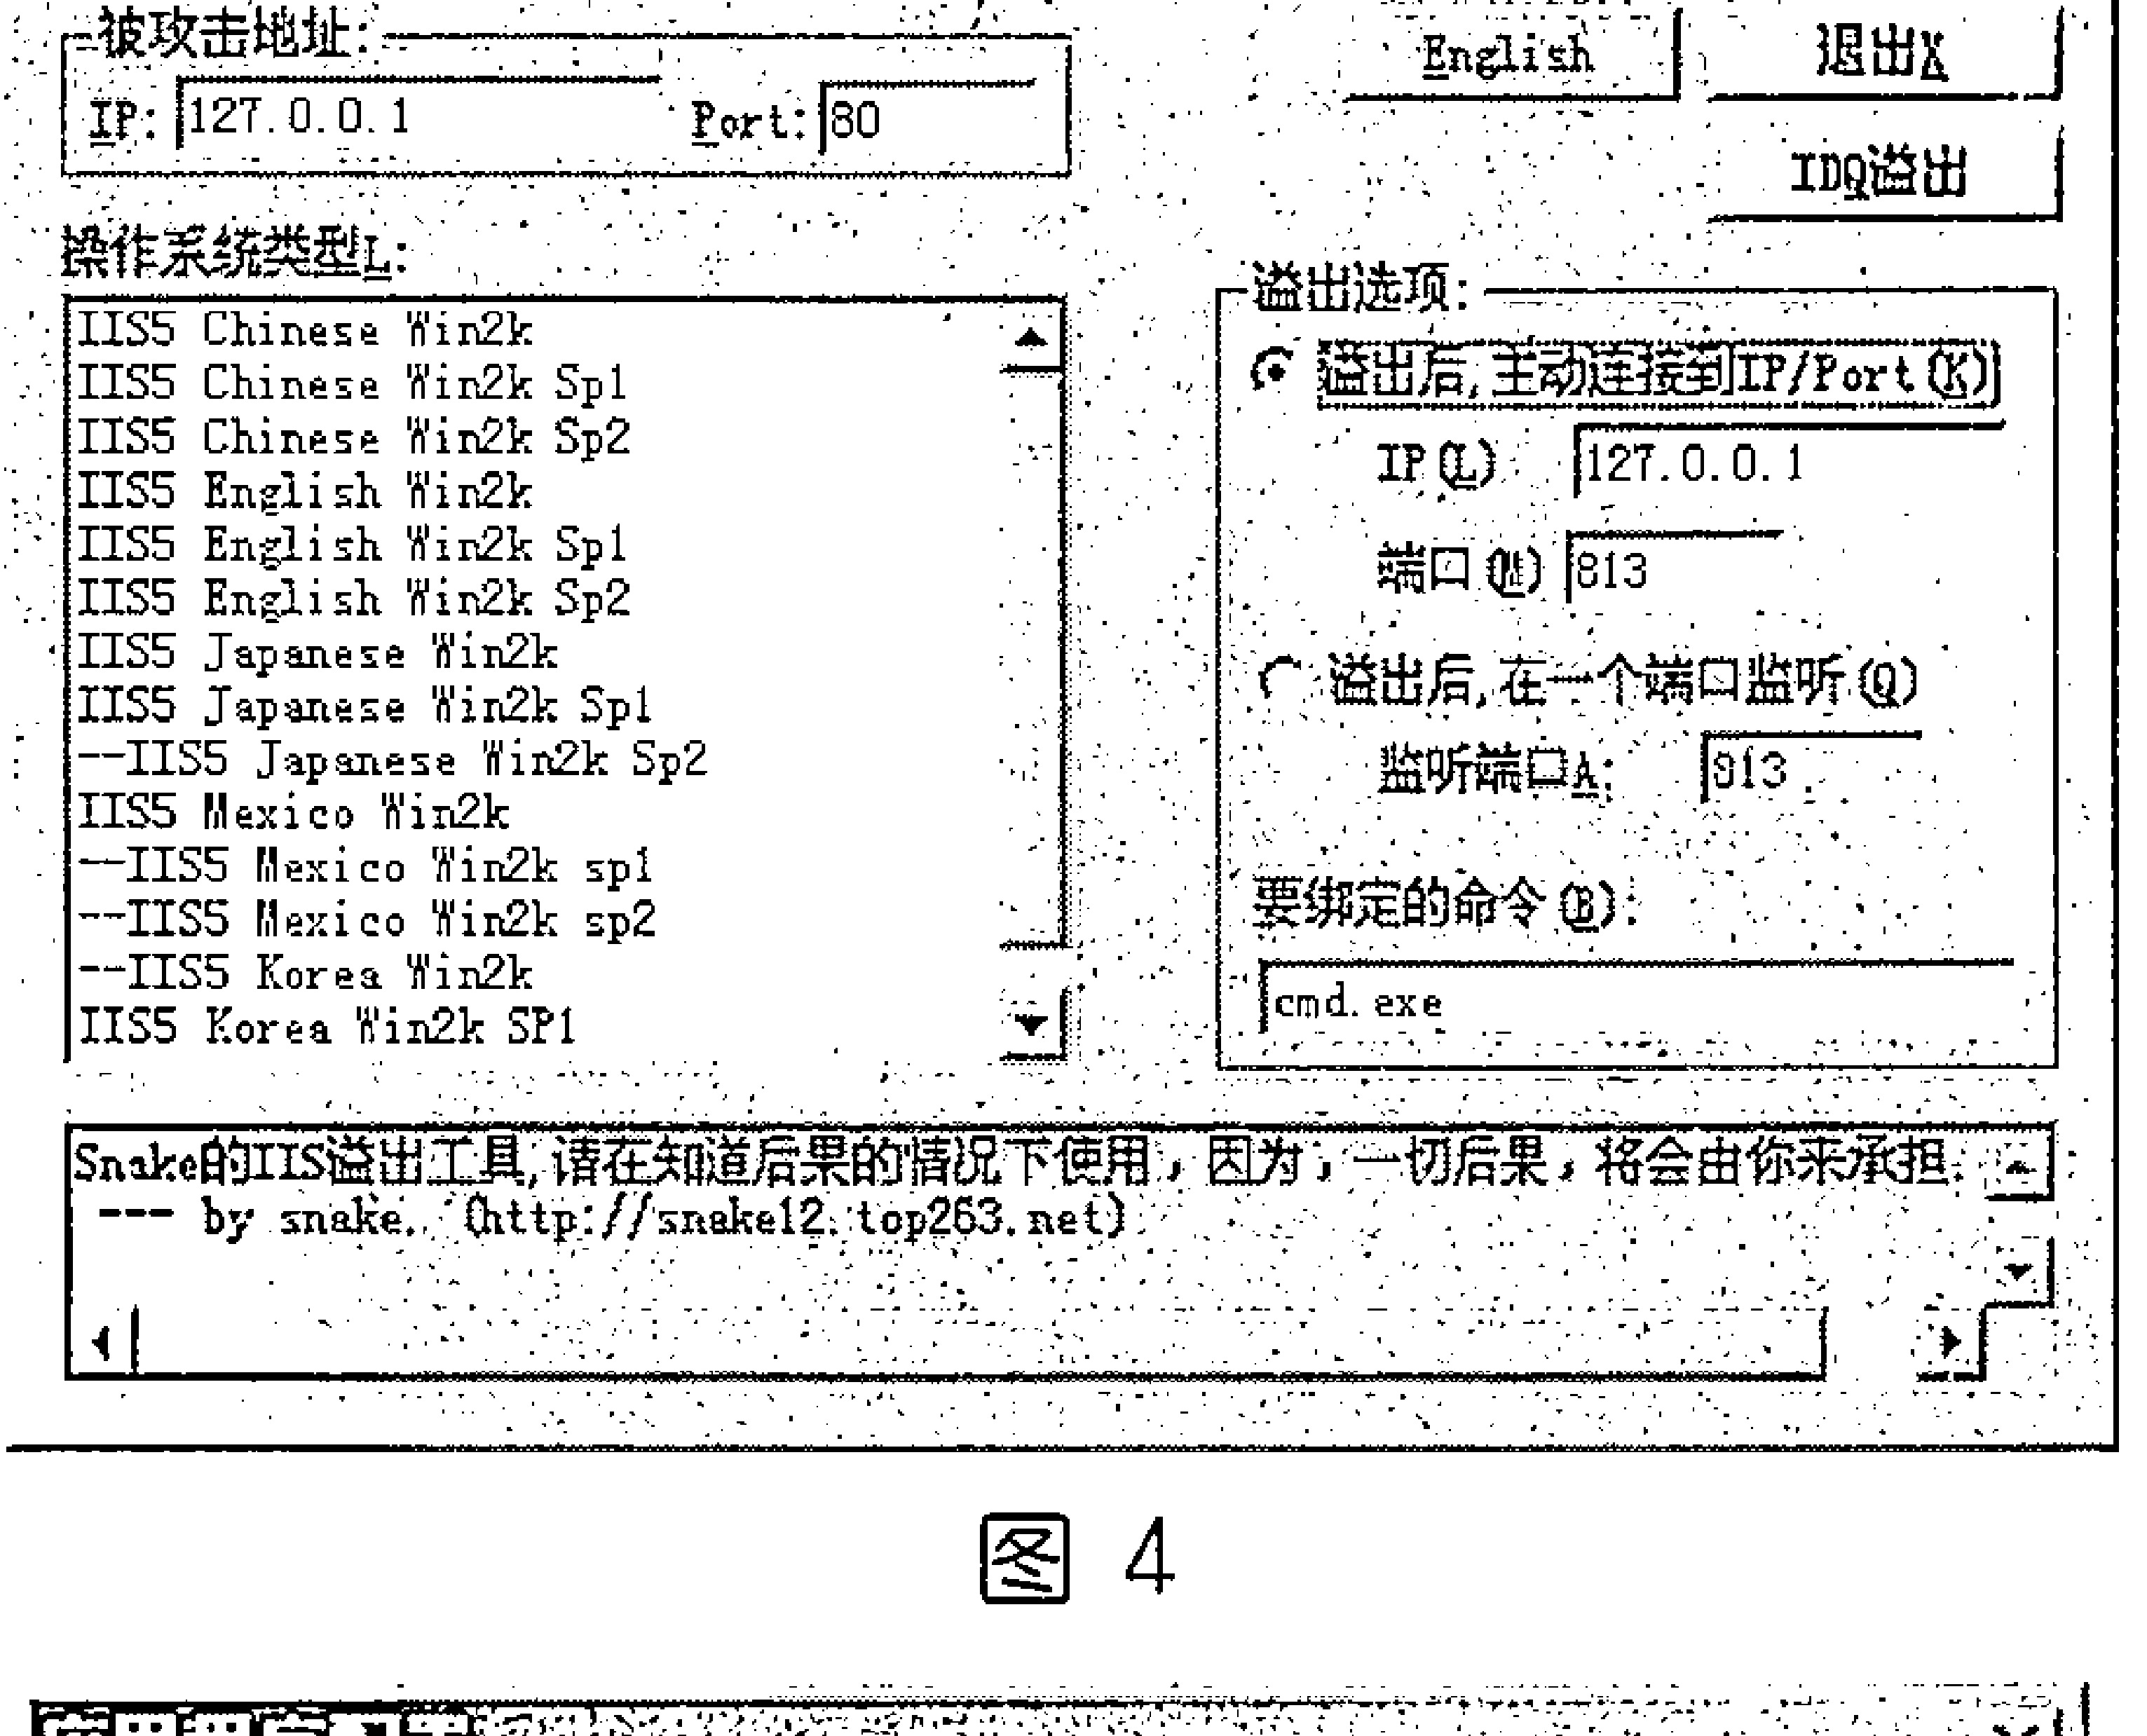 被攻击地址:
IP: 127.0.0.1 Port: 80
English 退出X
IDQ溢出
操作系统类型L:
IIS5 Chinese Win2k
IIS5 Chinese Win2k Sp1
IIS5 Chinese Win2k Sp2
IIS5 English Win2k
IIS5 English Win2k Sp1
IIS5 English Win2k Sp2
IIS5 Japanese Win2k
IIS5 Japanese Win2k Sp1
--IIS5 Japanese Win2k Sp2
IIS5 Mexico Win2k
--IIS5 Mexico Win2k sp1
--IIS5 Mexico Win2k sp2
--IIS5 Korea Win2k
IIS5 Korea Win2k SP1
溢出选项:
溢出后,主动连接到IP/Port(K)
IP(L) 127.0.0.1
端口(M) 813
溢出后,在一个端口监听(Q)
监听端口A: 813
要绑定的命令(B):
cmd.exe
Snake的IIS溢出工具,请在知道后果的情况下使用，因为，一切后果，将会由你来承担.
--- by snake. (http://snake12.top263.net)
图 4